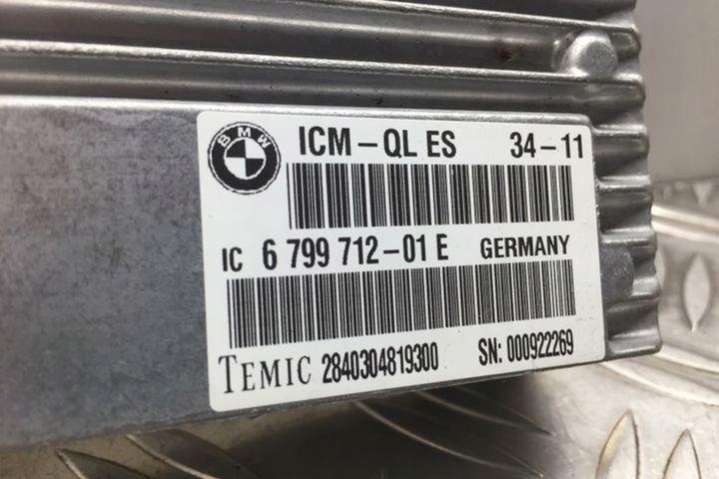 BMW
ICM-QL ES 34-11
IC 6 799 712-01 E GERMANY
TEMIC 2840304819300 SN: 000922269